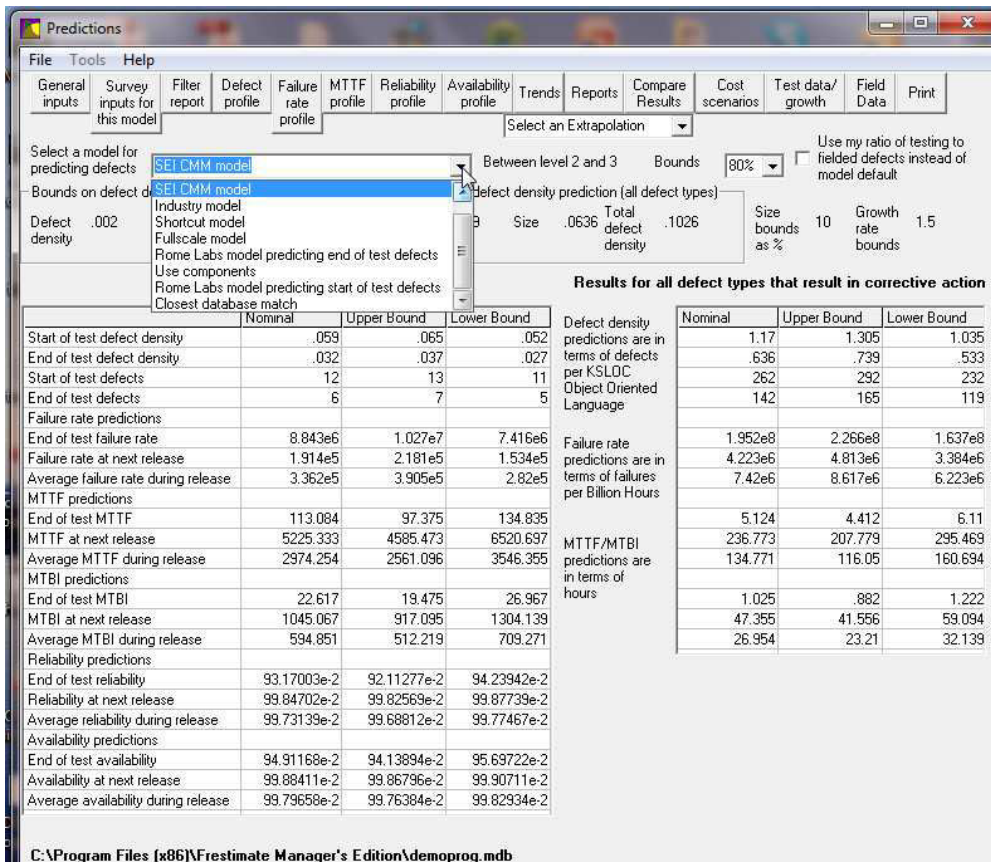 Predictions
File Tools Help
General inputs
Survey inputs for this model
Filter report
Defect profile
Failure rate profile
MTTF profile
Reliability profile
Availability profile
Trends
Reports
Compare Results
Cost scenarios
Test data/ growth
Field Data
Print
Select an Extrapolation
Select a model for predicting defects
SEI CMM model
Between level 2 and 3
Bounds
80%
Use my ratio of testing to fielded defects instead of model default
SEI CMM model
Industry model
Shortcut model
Fullscale model
Rome Labs model predicting end of test defects
Use components
Rome Labs model predicting start of test defects
Closest database match
Bounds on defect d
defect density prediction (all defect types)
Defect density .002
Size .0636
Total defect density .1026
Size bounds as % 10
Growth rate bounds 1.5
Results for all defect types that result in corrective action
Nominal Upper Bound Lower Bound
Start of test defect density .059 .065 .052
End of test defect density .032 .037 .027
Start of test defects 12 13 11
End of test defects 6 7 5
Failure rate predictions
End of test failure rate 8.843e6 1.027e7 7.416e6
Failure rate at next release 1.914e5 2.181e5 1.534e5
Average failure rate during release 3.362e5 3.905e5 2.82e5
MTTF predictions
End of test MTTF 113.084 97.375 134.835
MTTF at next release 5225.333 4585.473 6520.697
Average MTTF during release 2974.254 2561.096 3546.355
MTBI predictions
End of test MTBI 22.617 19.475 26.967
MTBI at next release 1045.067 917.095 1304.139
Average MTBI during release 594.851 512.219 709.271
Reliability predictions
End of test reliability 93.17003e-2 92.11277e-2 94.23942e-2
Reliability at next release 99.84702e-2 99.82569e-2 99.87739e-2
Average reliability during release 99.73139e-2 99.68812e-2 99.77467e-2
Availability predictions
End of test availability 94.91168e-2 94.13894e-2 95.69722e-2
Availability at next release 99.88411e-2 99.86796e-2 99.90711e-2
Average availability during release 99.79658e-2 99.76384e-2 99.82934e-2
Defect density
predictions are in
terms of defects
per KSLOC
Object Oriented
Language
Failure rate
predictions are in
terms of failures
per Billion Hours
MTTF/MTBI
predictions are
in terms of
hours
Nominal Upper Bound Lower Bound
1.17 1.305 1.035
.636 .739 .533
262 292 232
142 165 119
1.952e8 2.266e8 1.637e8
4.223e6 4.813e6 3.384e6
7.42e6 8.617e6 6.223e6
5.124 4.412 6.11
236.773 207.779 295.469
134.771 116.05 160.694
1.025 .882 1.222
47.355 41.556 59.094
26.954 23.21 32.139
C:\Program Files (x86)\Frestimate Manager's Edition\demoprog.mdb